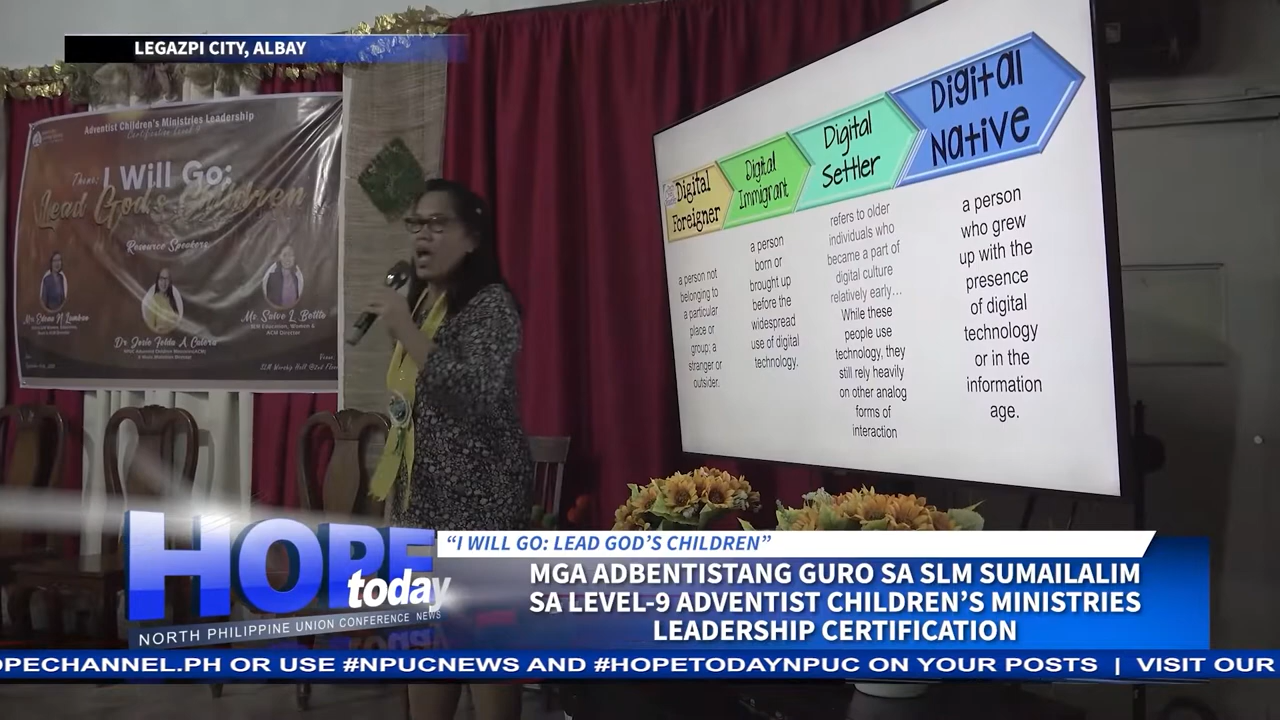 LEGAZPI CITY, ALBAY
Adventist Children's Ministries Leadership
Certification Level 9
Theme: I Will Go:
Lead God's Children
Resource Speakers
Digital
Foreigner
a person not
belonging to
a particular
place or
group: a
stranger or
outsider.
Digital
Immigrant
a person
born or
brought up
before the
widespread
use of digital
technology.
Digital
Settler
refers to older
individuals who
became a part of
digital culture
relatively early…
While these
people use
technology, they
still rely heavily
on other analog
forms of
interaction
Digital
Native
a person
who grew
up with the
presence
of digital
technology
or in the
information
age.
HOPE
today
NORTH PHILIPPINE UNION CONFERENCE NEWS
“I WILL GO: LEAD GOD’S CHILDREN”
MGA ADBENTISTANG GURO SA SLM SUMAILALIM
SA LEVEL-9 ADVENTIST CHILDREN’S MINISTRIES
LEADERSHIP CERTIFICATION
OPECHANNEL.PH OR USE #NPUCNEWS AND #HOPETODAYNPUC ON YOUR POSTS | VISIT OUR